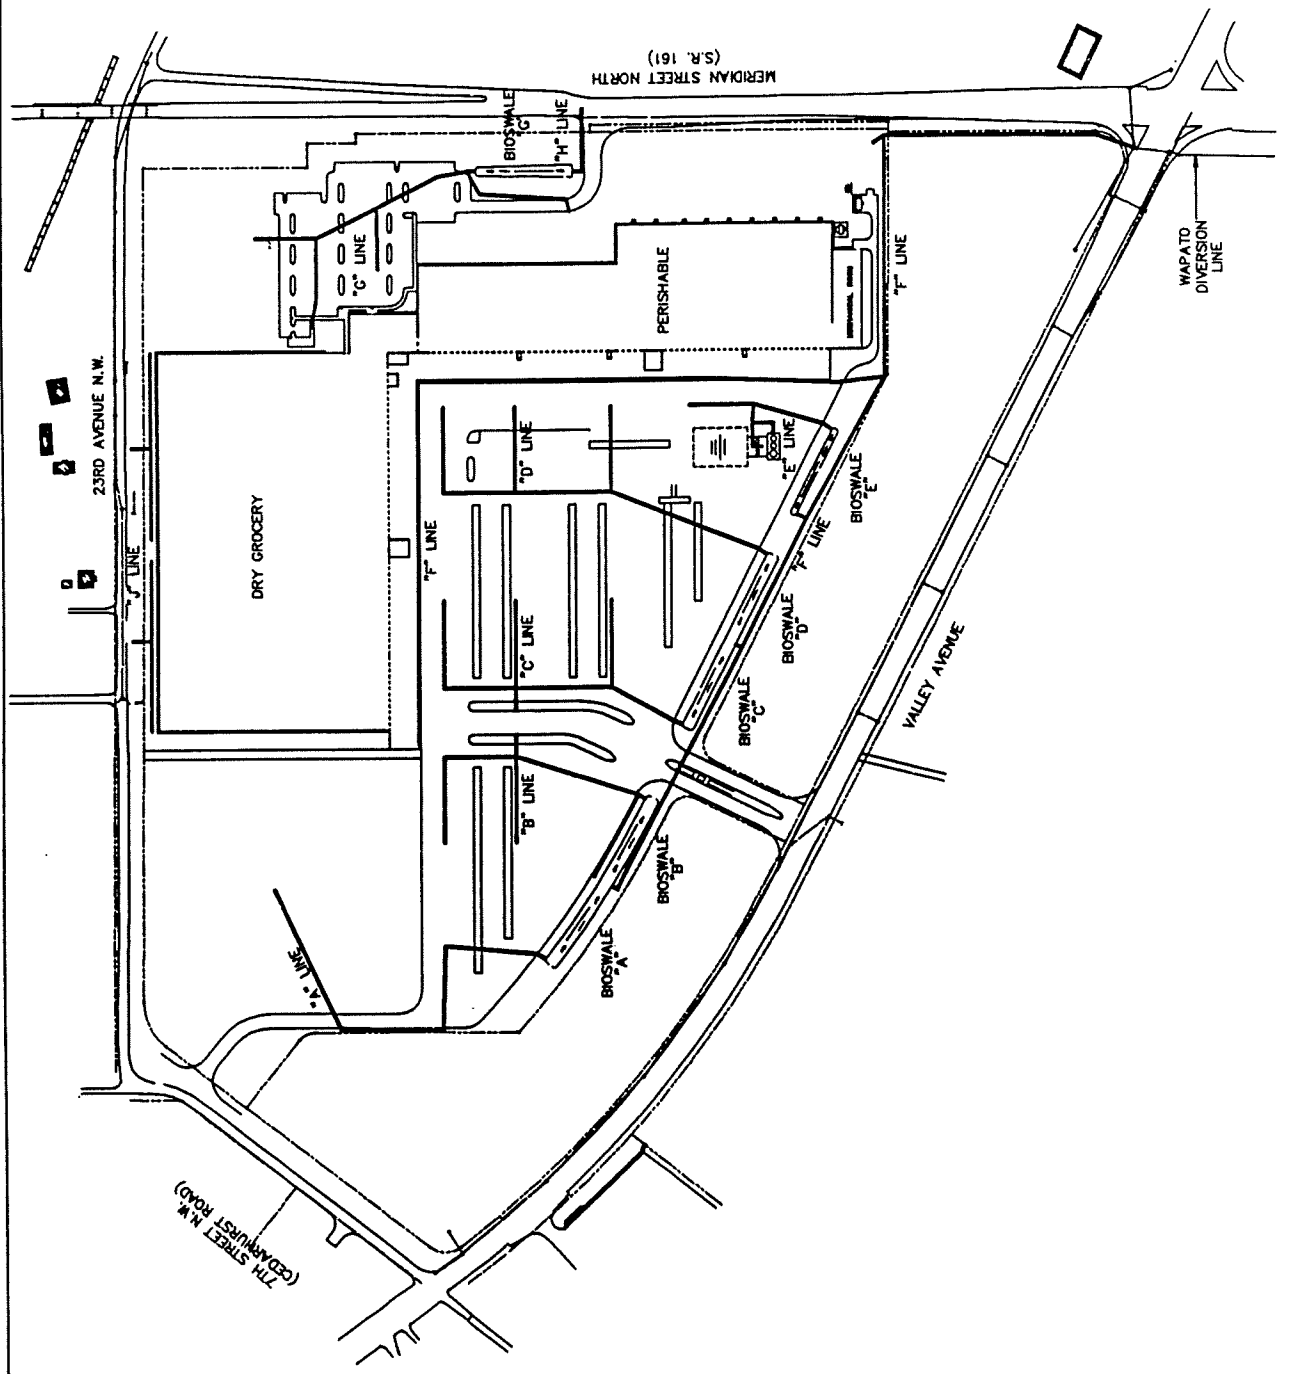 MERIDIAN STREET NORTH
(S.R. 161)
BIOSWALE
"G"
"H" LINE
"G" LINE
PERISHABLE
"F" LINE
WAPATO
DIVERSION
LINE
23RD AVENUE N.W.
"J" LINE
DRY GROCERY
"F" LINE
"D" LINE
"E" LINE
BIOSWALE
"E"
"F" LINE
BIOSWALE
"D"
"C" LINE
BIOSWALE
"C"
VALLEY AVENUE
"B" LINE
BIOSWALE
"B"
BIOSWALE
"A"
"A" LINE
7TH STREET N.W.
(CEDARHURST ROAD)